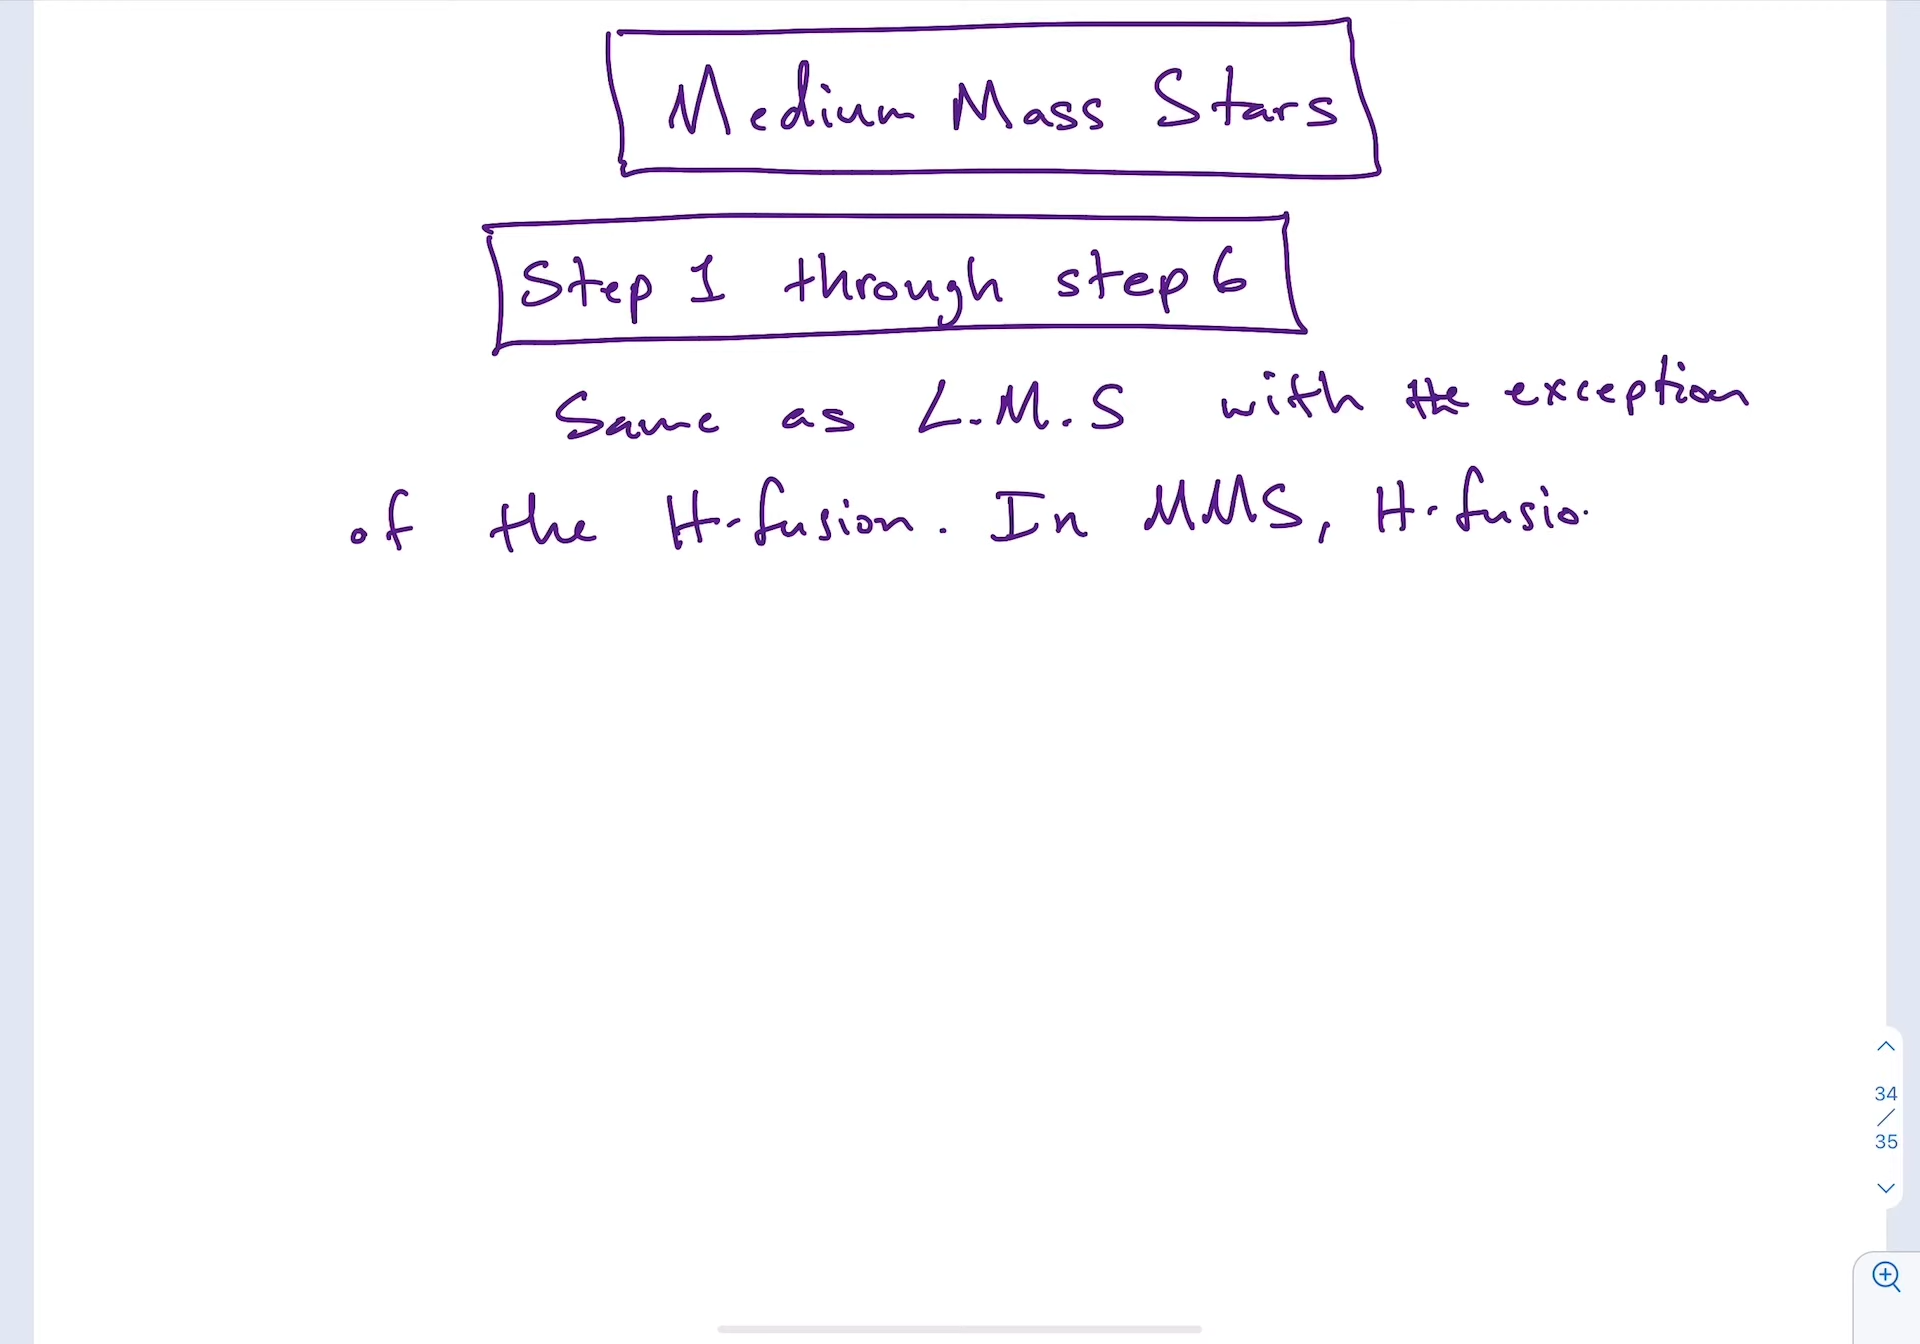 Medium Mass Stars
Step 1 through step 6
Same as L.M.S with the exception
of the H-fusion. In MMS, H-fusio
34
/
35